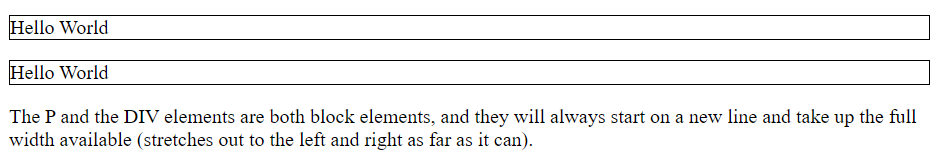 Hello World
Hello World
The P and the DIV elements are both block elements, and they will always start on a new line and take up the full
width available (stretches out to the left and right as far as it can).